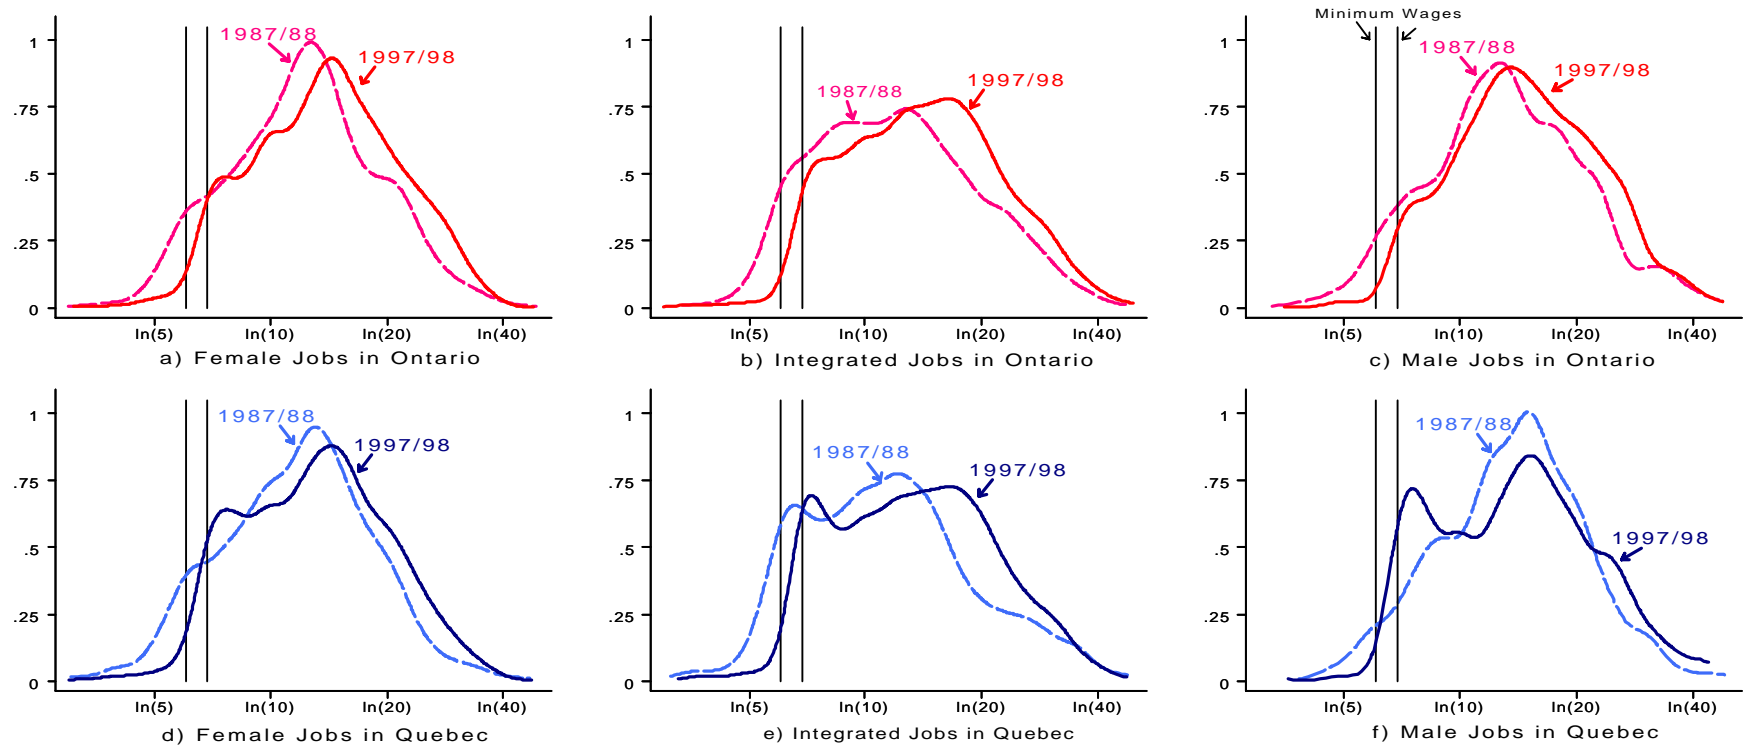 Minimum Wages
1
.75
.5
.25
0
1987/88
1997/98
ln(5)
ln(10)
ln(20)
ln(40)
a) Female Jobs in Ontario
1
.75
.5
.25
0
1987/88
1997/98
ln(5)
ln(10)
ln(20)
ln(40)
b) Integrated Jobs in Ontario
1
.75
.5
.25
0
1987/88
1997/98
ln(5)
ln(10)
ln(20)
ln(40)
c) Male Jobs in Ontario
1
.75
.5
.25
0
1987/88
1997/98
ln(5)
ln(10)
ln(20)
ln(40)
d) Female Jobs in Quebec
1
.75
.5
.25
0
1987/88
1997/98
ln(5)
ln(10)
ln(20)
ln(40)
e) Integrated Jobs in Quebec
1
.75
.5
.25
0
1987/88
1997/98
ln(5)
ln(10)
ln(20)
ln(40)
f) Male Jobs in Quebec